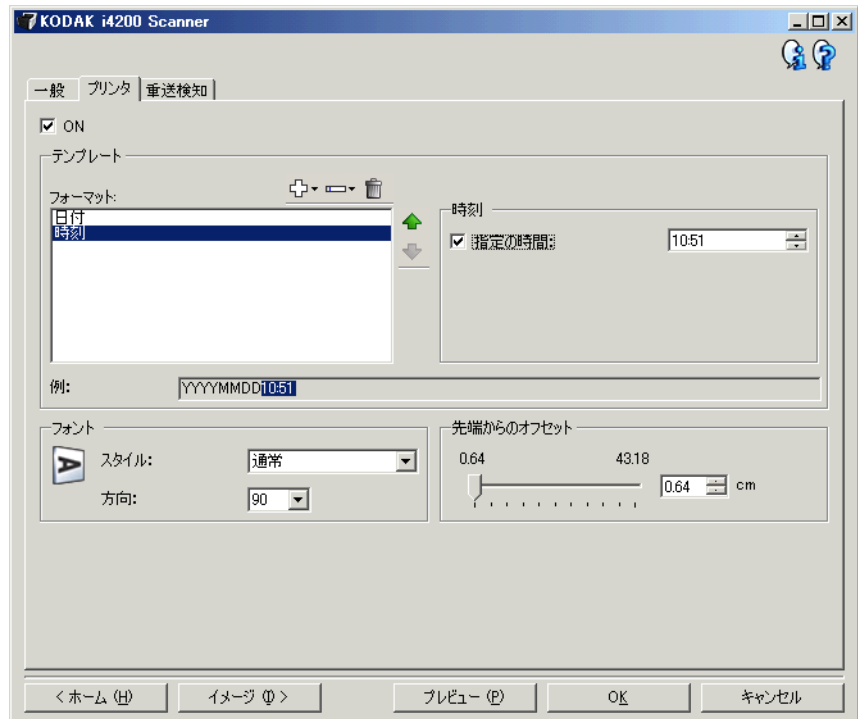 KODAK i4200 Scanner
一般 プリンタ 重送検知
ON
テンプレート
フォーマット:
日付
時刻
時刻
指定の時間: 10:51
例: YYYYMMDD10:51
フォント
A スタイル: 通常
方向: 90
先端からのオフセット
0.64 43.18
0.64 cm
< ホーム (H) イメージ (I) > プレビュー (P) OK キャンセル